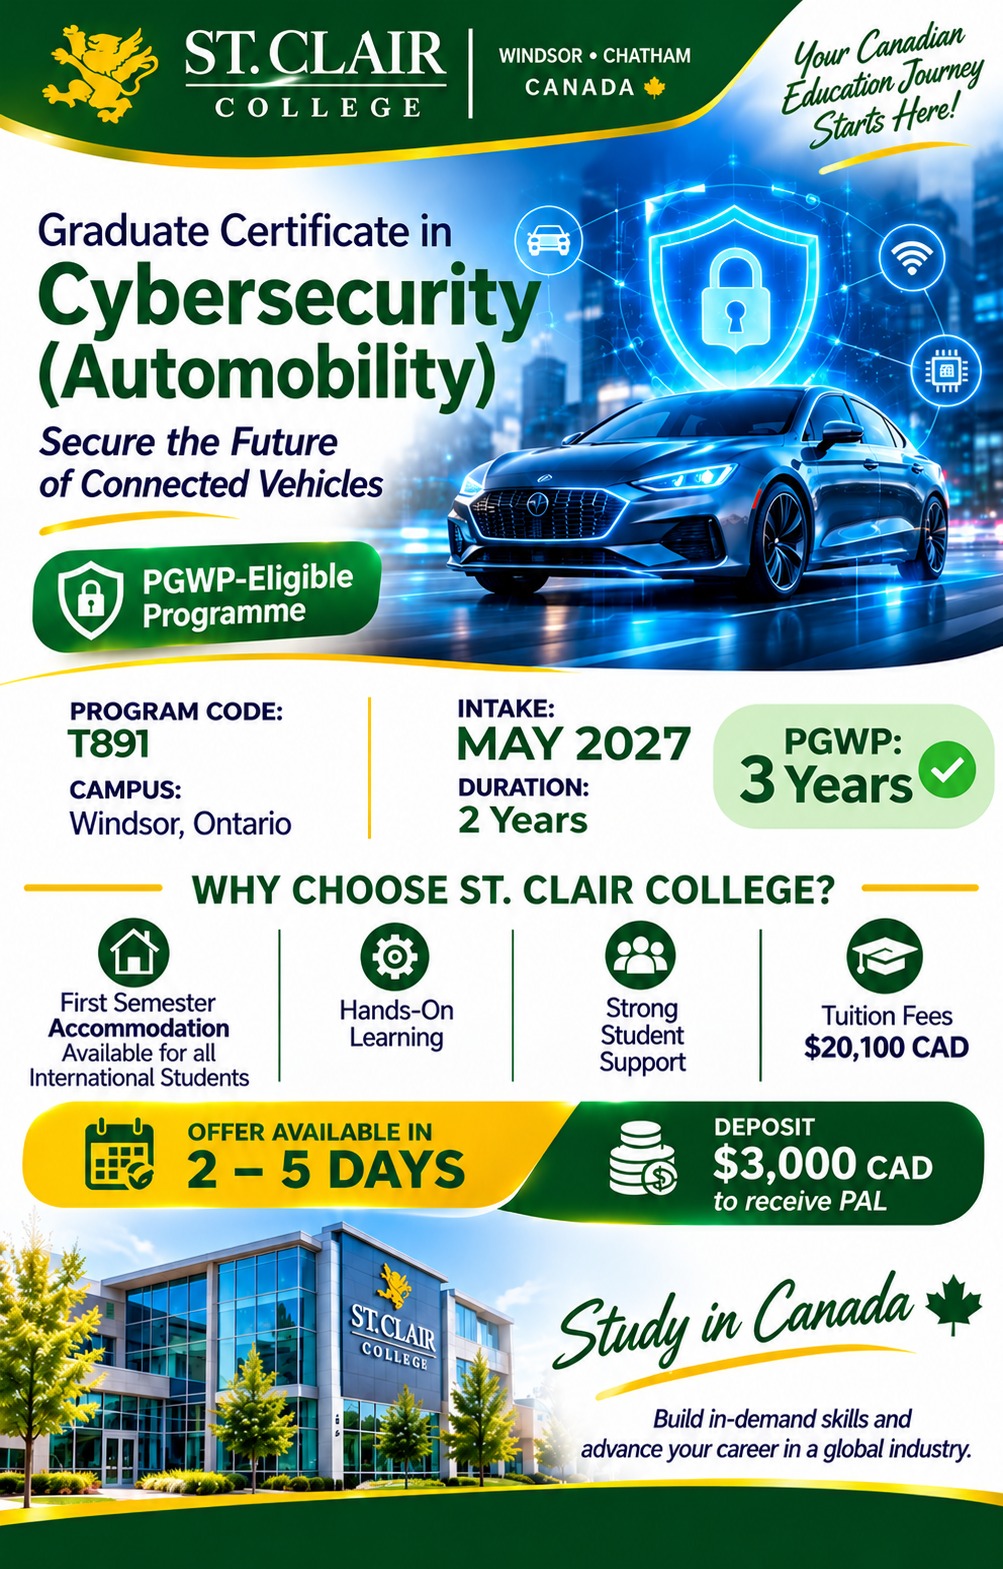 ST. CLAIR
COLLEGE
WINDSOR • CHATHAM
CANADA
Your Canadian
Education Journey
Starts Here!
Graduate Certificate in
Cybersecurity
(Automobility)
Secure the Future
of Connected Vehicles
PGWP-Eligible
Programme
PROGRAM CODE:
T891
CAMPUS:
Windsor, Ontario
INTAKE:
MAY 2027
DURATION:
2 Years
PGWP:
3 Years
WHY CHOOSE ST. CLAIR COLLEGE?
First Semester
Accommodation
Available for all
International Students
Hands-On
Learning
Strong
Student
Support
Tuition Fees
$20,100 CAD
OFFER AVAILABLE IN
2 – 5 DAYS
DEPOSIT
$3,000 CAD
to receive PAL
ST. CLAIR
COLLEGE
Study in Canada
Build in-demand skills and
advance your career in a global industry.